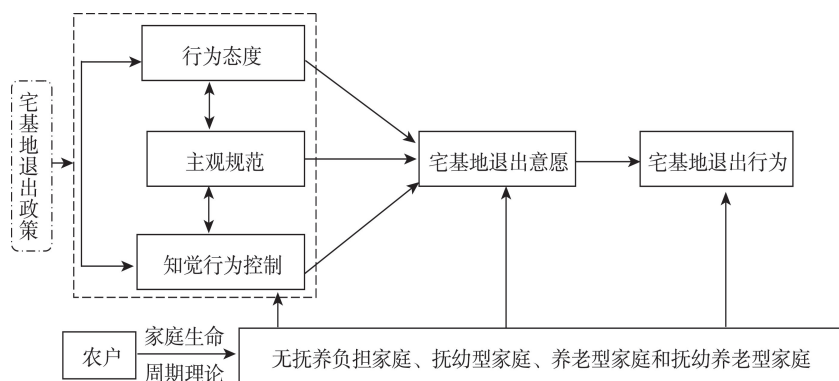 宅基地退出政策
行为态度
主观规范
知觉行为控制
宅基地退出意愿
宅基地退出行为
农户
家庭生命
周期理论
无抚养负担家庭、抚幼型家庭、养老型家庭和抚幼养老型家庭